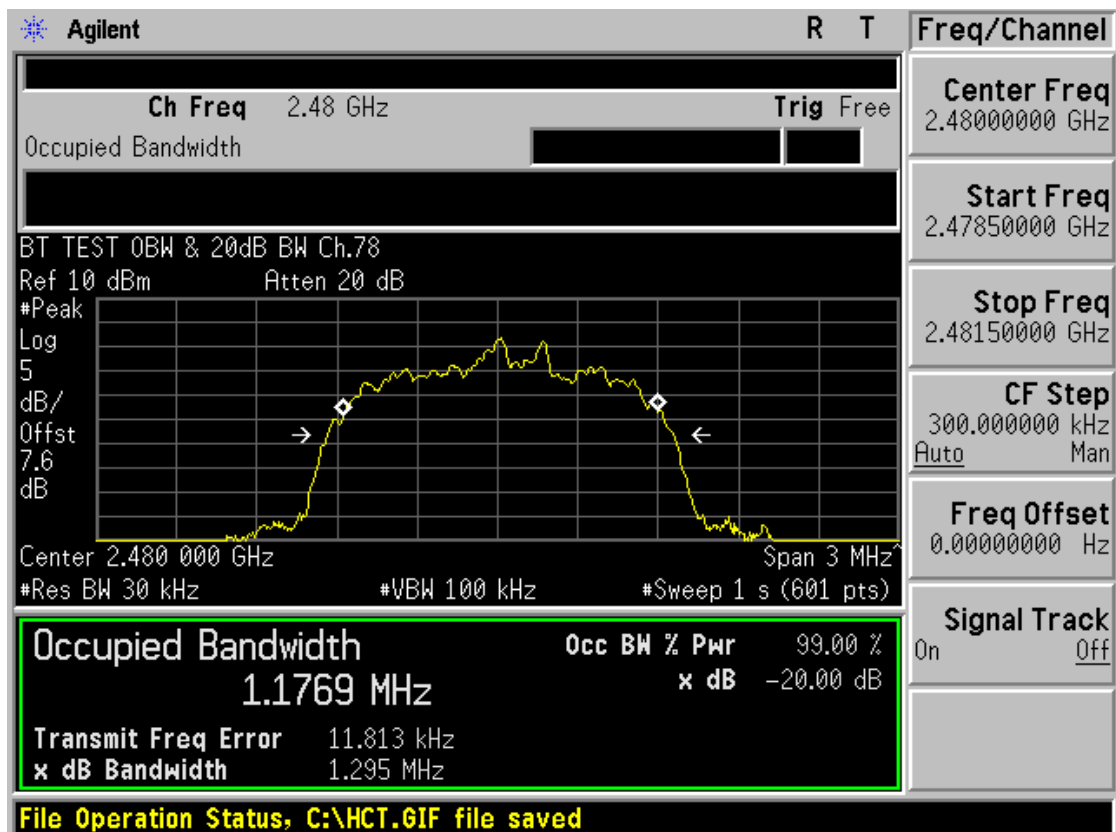 Agilent R T
Ch Freq 2.48 GHz Trig Free
Occupied Bandwidth
BT TEST OBW & 20dB BW Ch.78
Ref 10 dBm Atten 20 dB
#Peak
Log
5
dB/
Offst
7.6
dB
Center 2.480 000 GHz Span 3 MHz^
#Res BW 30 kHz #VBW 100 kHz #Sweep 1 s (601 pts)
Occupied Bandwidth
1.1769 MHz
Occ BW % Pwr 99.00 %
x dB -20.00 dB
Transmit Freq Error 11.813 kHz
x dB Bandwidth 1.295 MHz
File Operation Status, C:\HCT.GIF file saved
Freq/Channel
Center Freq
2.48000000 GHz
Start Freq
2.47850000 GHz
Stop Freq
2.48150000 GHz
CF Step
300.000000 kHz
Auto Man
Freq Offset
0.00000000 Hz
Signal Track
On Off